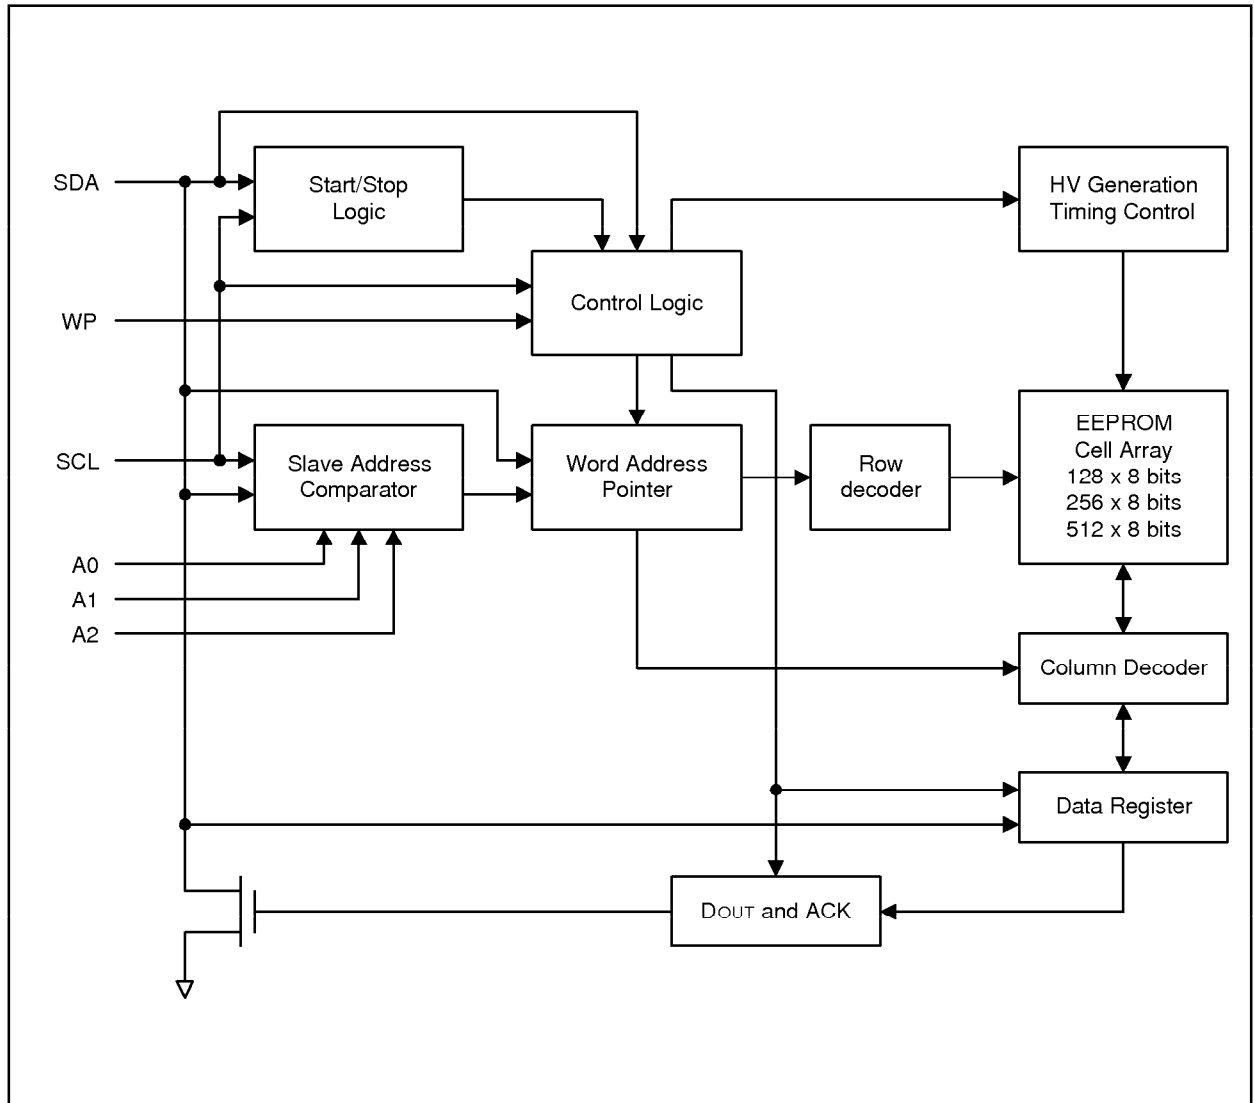 SDA
Start/Stop
Logic
HV Generation
Timing Control
Control Logic
WP
SCL
Slave Address
Comparator
Word Address
Pointer
Row
decoder
EEPROM
Cell Array
128 x 8 bits
256 x 8 bits
512 x 8 bits
A0
A1
A2
Column Decoder
Data Register
DOUT and ACK